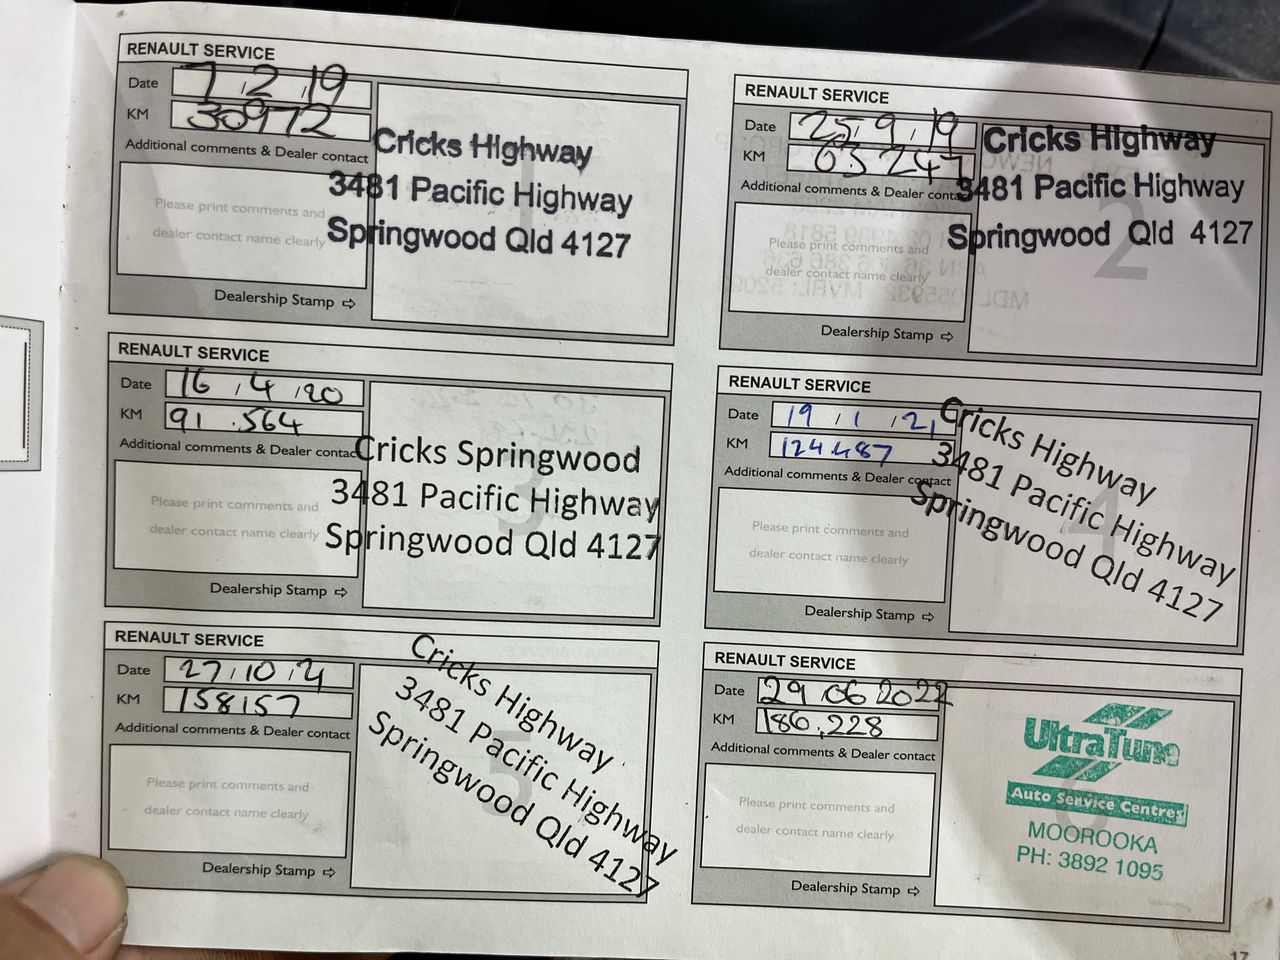 RENAULT SERVICE
Date 7 , 2 , 19
KM 30972
Additional comments & Dealer contact
Please print comments and
dealer contact name clearly
Dealership Stamp ⇨
Cricks Highway
3481 Pacific Highway
Springwood Qld 4127
RENAULT SERVICE
Date 25, 9, 19
KM 63247
Additional comments & Dealer contact
Please print comments and
dealer contact name clearly
Dealership Stamp ⇨
2
Cricks Highway
3481 Pacific Highway
Springwood Qld 4127
RENAULT SERVICE
Date 16 , 4 , 20
KM 91.564
Additional comments & Dealer contact
Please print comments and
dealer contact name clearly
Dealership Stamp ⇨
3
Cricks Springwood
3481 Pacific Highway
Springwood Qld 4127
RENAULT SERVICE
Date 19 , 1 , 21
KM 124.487
Additional comments & Dealer contact
Please print comments and
dealer contact name clearly
Dealership Stamp ⇨
4
Cricks Highway
3481 Pacific Highway
Springwood Qld 4127
RENAULT SERVICE
Date 27, 10, 21
KM 158157
Additional comments & Dealer contact
Please print comments and
dealer contact name clearly
Dealership Stamp ⇨
5
Cricks Highway
3481 Pacific Highway
Springwood Qld 4127
RENAULT SERVICE
Date 29 06 2022
KM 186,228
Additional comments & Dealer contact
Please print comments and
dealer contact name clearly
Dealership Stamp ⇨
6
UltraTune
Auto Service Centres
MOOROOKA
PH: 3892 1095
17